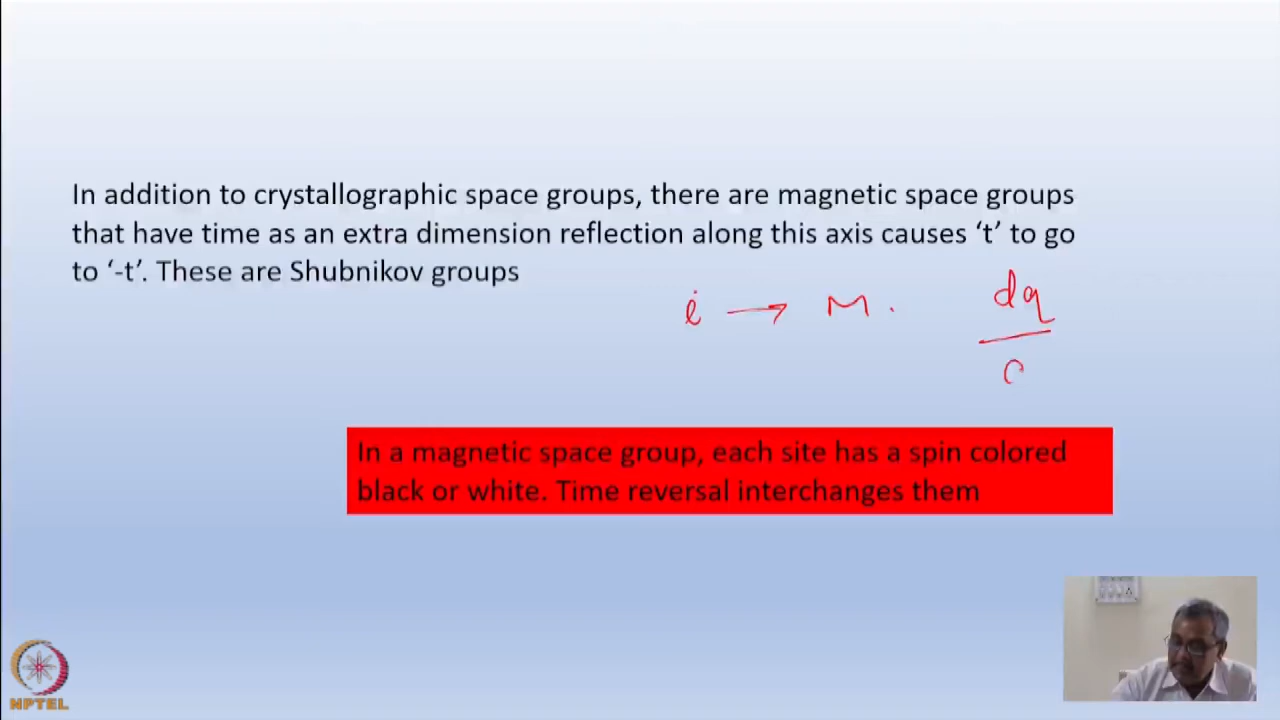 In addition to crystallographic space groups, there are magnetic space groups
that have time as an extra dimension reflection along this axis causes ‘t’ to go
to ‘-t’. These are Shubnikov groups
i → M .
dq
In a magnetic space group, each site has a spin colored
black or white. Time reversal interchanges them
NPTEL